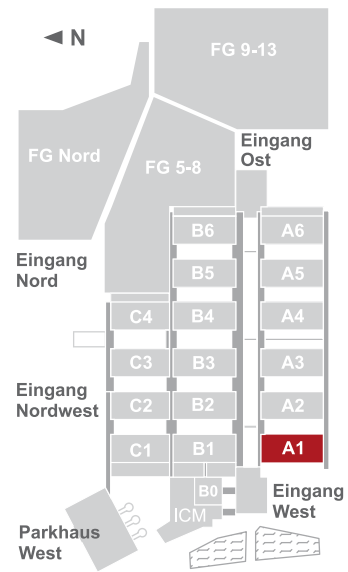 N
FG 9-13
FG Nord
FG 5-8
Eingang
Ost
B6
A6
Eingang
Nord
B5
A5
C4
B4
A4
C3
B3
A3
Eingang
Nordwest
C2
B2
A2
C1
B1
A1
B0
ICM
Eingang
West
Parkhaus
West